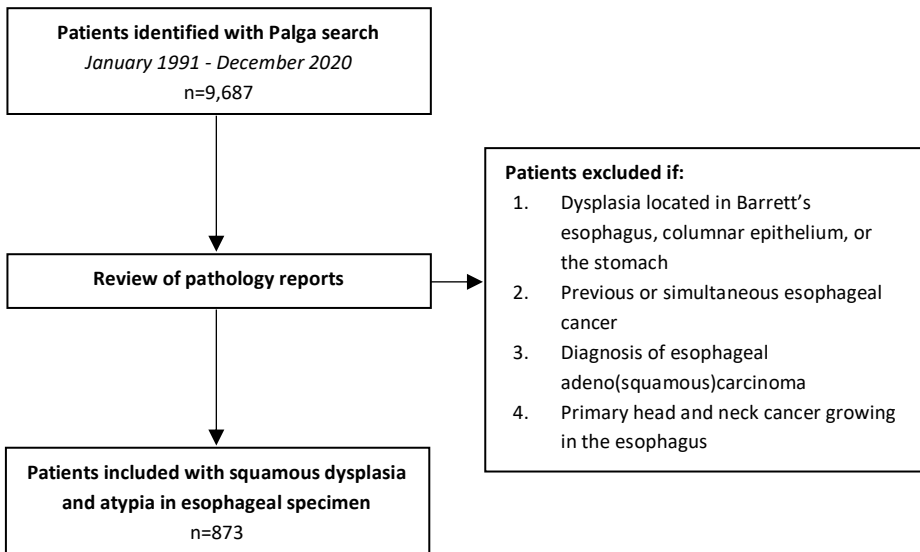 Patients identified with Palga search
January 1991 - December 2020
n=9,687
Patients excluded if:
1. Dysplasia located in Barrett’s
esophagus, columnar epithelium, or
the stomach
2. Previous or simultaneous esophageal
cancer
3. Diagnosis of esophageal
adeno(squamous)carcinoma
4. Primary head and neck cancer growing
in the esophagus
Review of pathology reports
Patients included with squamous dysplasia
and atypia in esophageal specimen
n=873